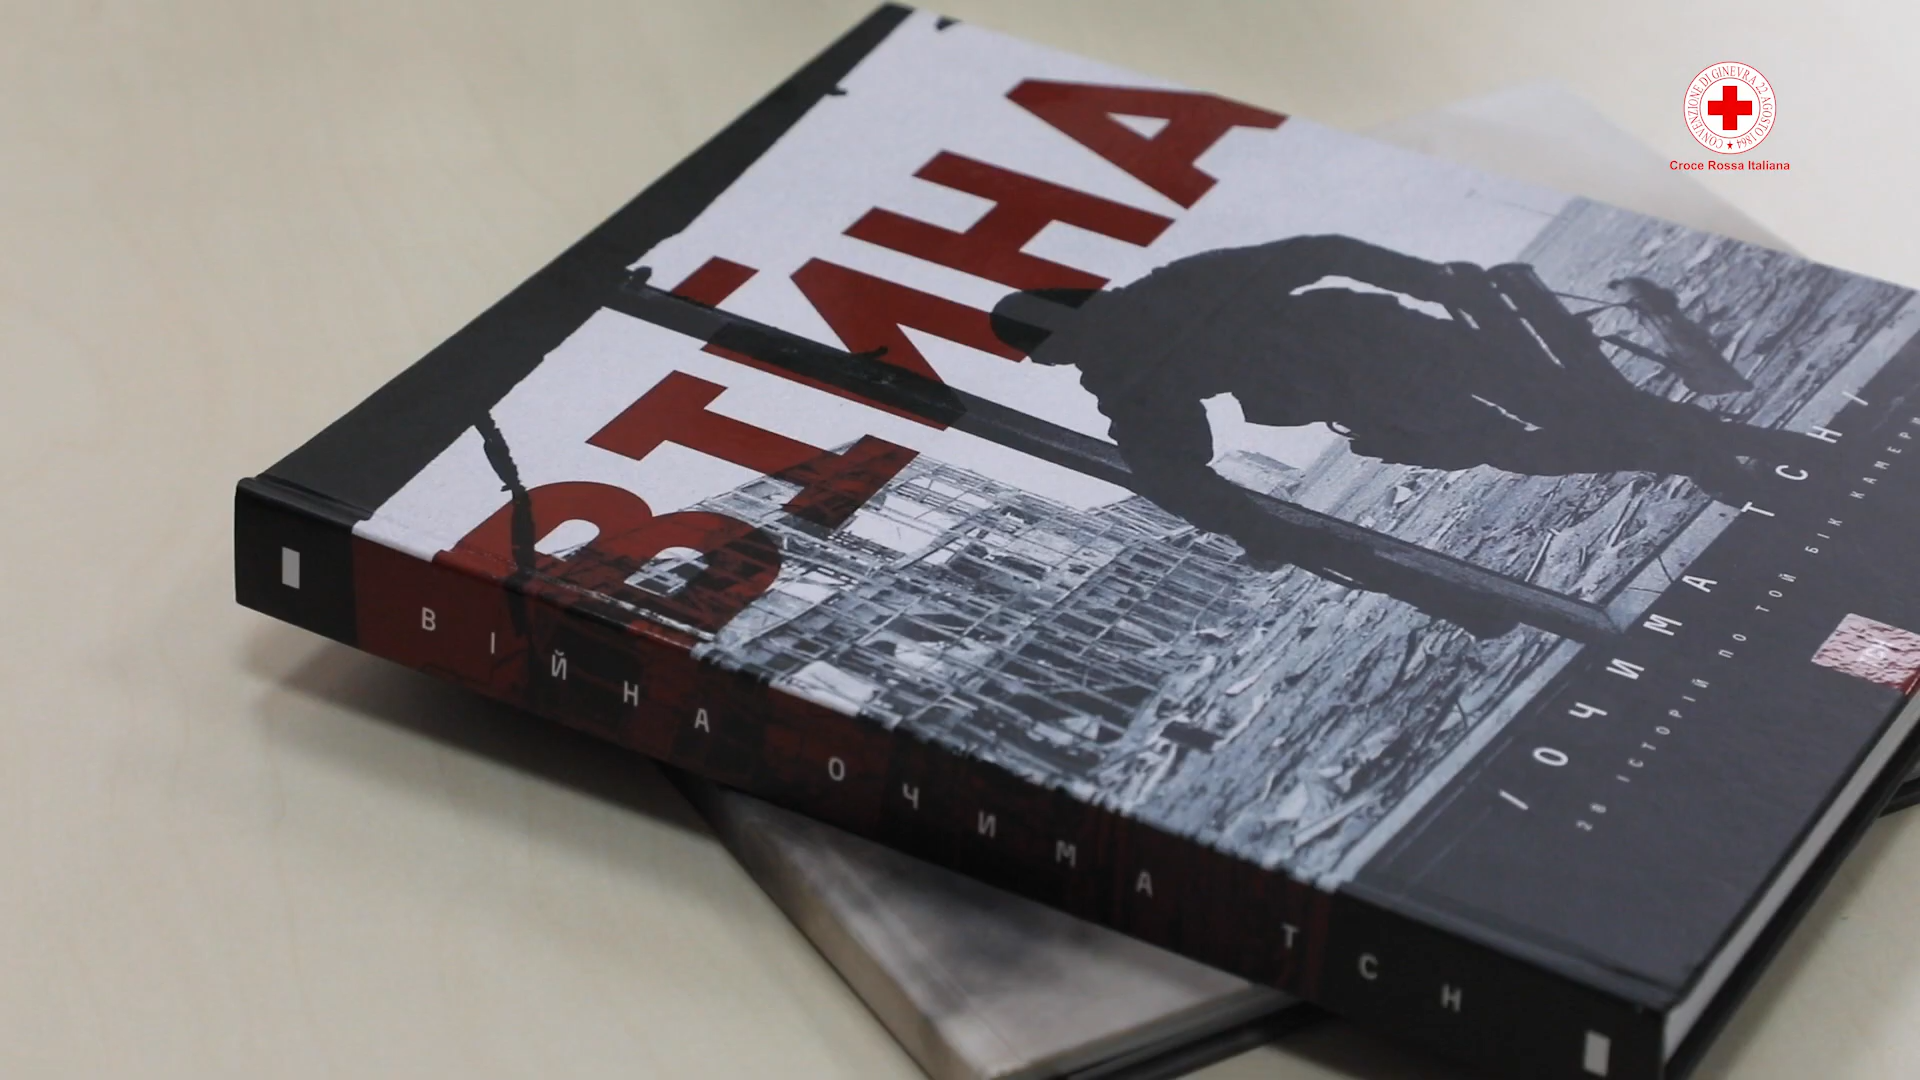 ВІЙНА
/ОЧИМА ТСН/
28 ІСТОРІЙ ПО ТОЙ БІК КАМЕРИ
ТСН
ВІЙНА ОЧИМА ТСН
CONVENZIONE DI GINEVRA 22 AGOSTO 1864
Croce Rossa Italiana